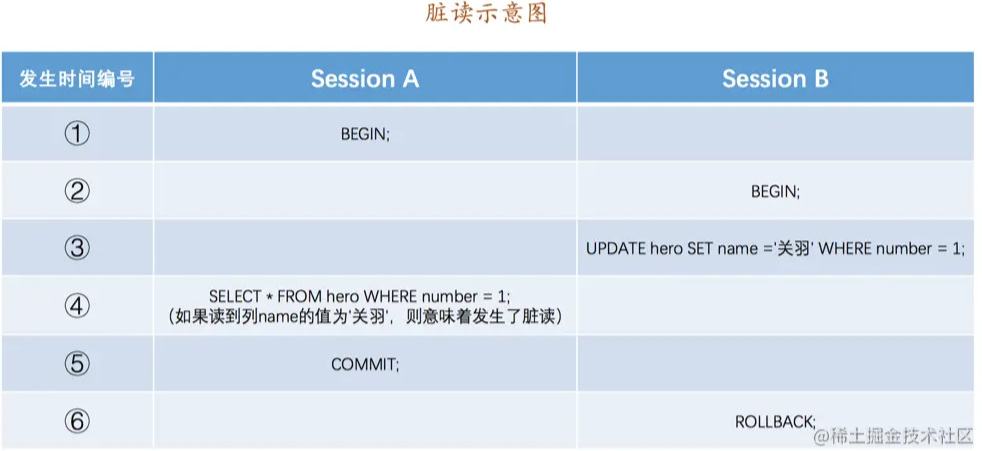 脏读示意图
发生时间编号 Session A Session B
① BEGIN;
② BEGIN;
③ UPDATE hero SET name ='关羽' WHERE number = 1;
④ SELECT * FROM hero WHERE number = 1;
（如果读到列name的值为'关羽'，则意味着发生了脏读）
⑤ COMMIT;
⑥ ROLLBACK;
@稀土掘金技术社区